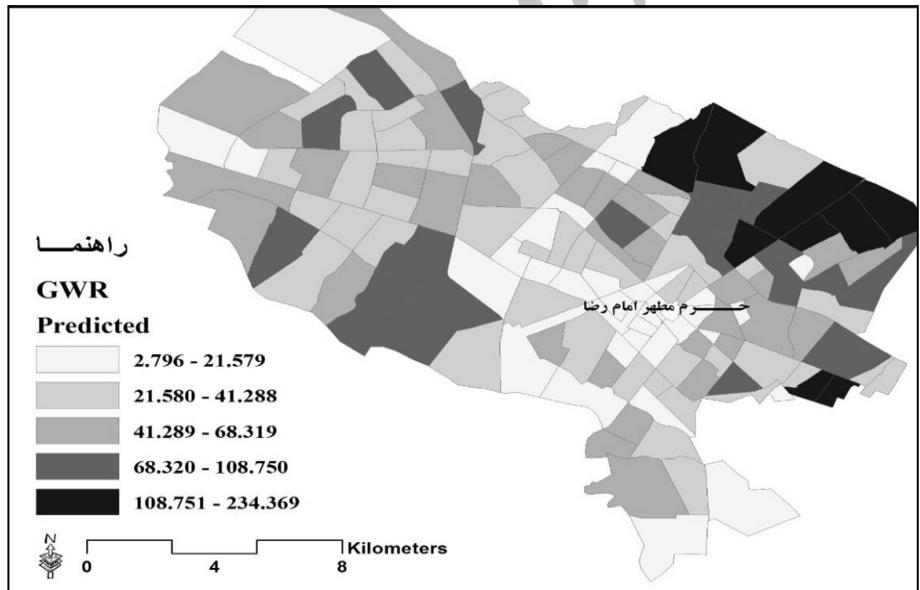 حرم مطهر امام رضا
راهنمـــا
GWR
Predicted
2.796 - 21.579
21.580 - 41.288
41.289 - 68.319
68.320 - 108.750
108.751 - 234.369
N
Kilometers
0 4 8